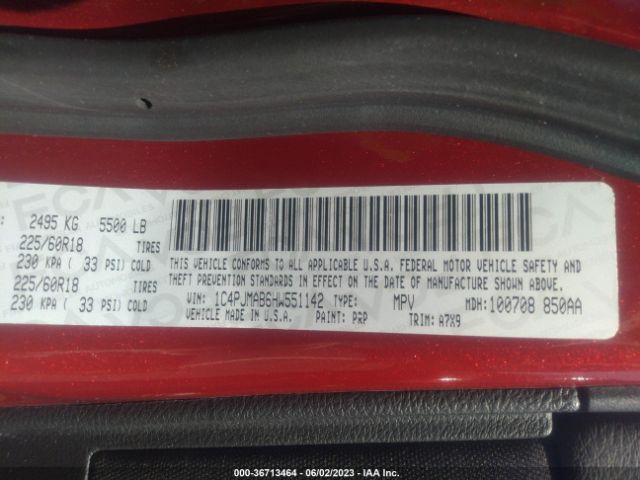 2495 KG 5500 LB
225/60R18 TIRES
230 KPA ( 33 PSI) COLD
225/60R18 TIRES
230 KPA ( 33 PSI) COLD
THIS VEHICLE CONFORMS TO ALL APPLICABLE U.S.A. FEDERAL MOTOR VEHICLE SAFETY AND
THEFT PREVENTION STANDARDS IN EFFECT ON THE DATE OF MANUFACTURE SHOWN ABOVE.
VIN: 1C4PJMAB6HW551142 TYPE: MPV MDH: 100708 850AA
VEHICLE MADE IN U.S.A. PAINT: PRP TRIM: A7X9
000-36713464 - 06/02/2023 - IAA Inc.